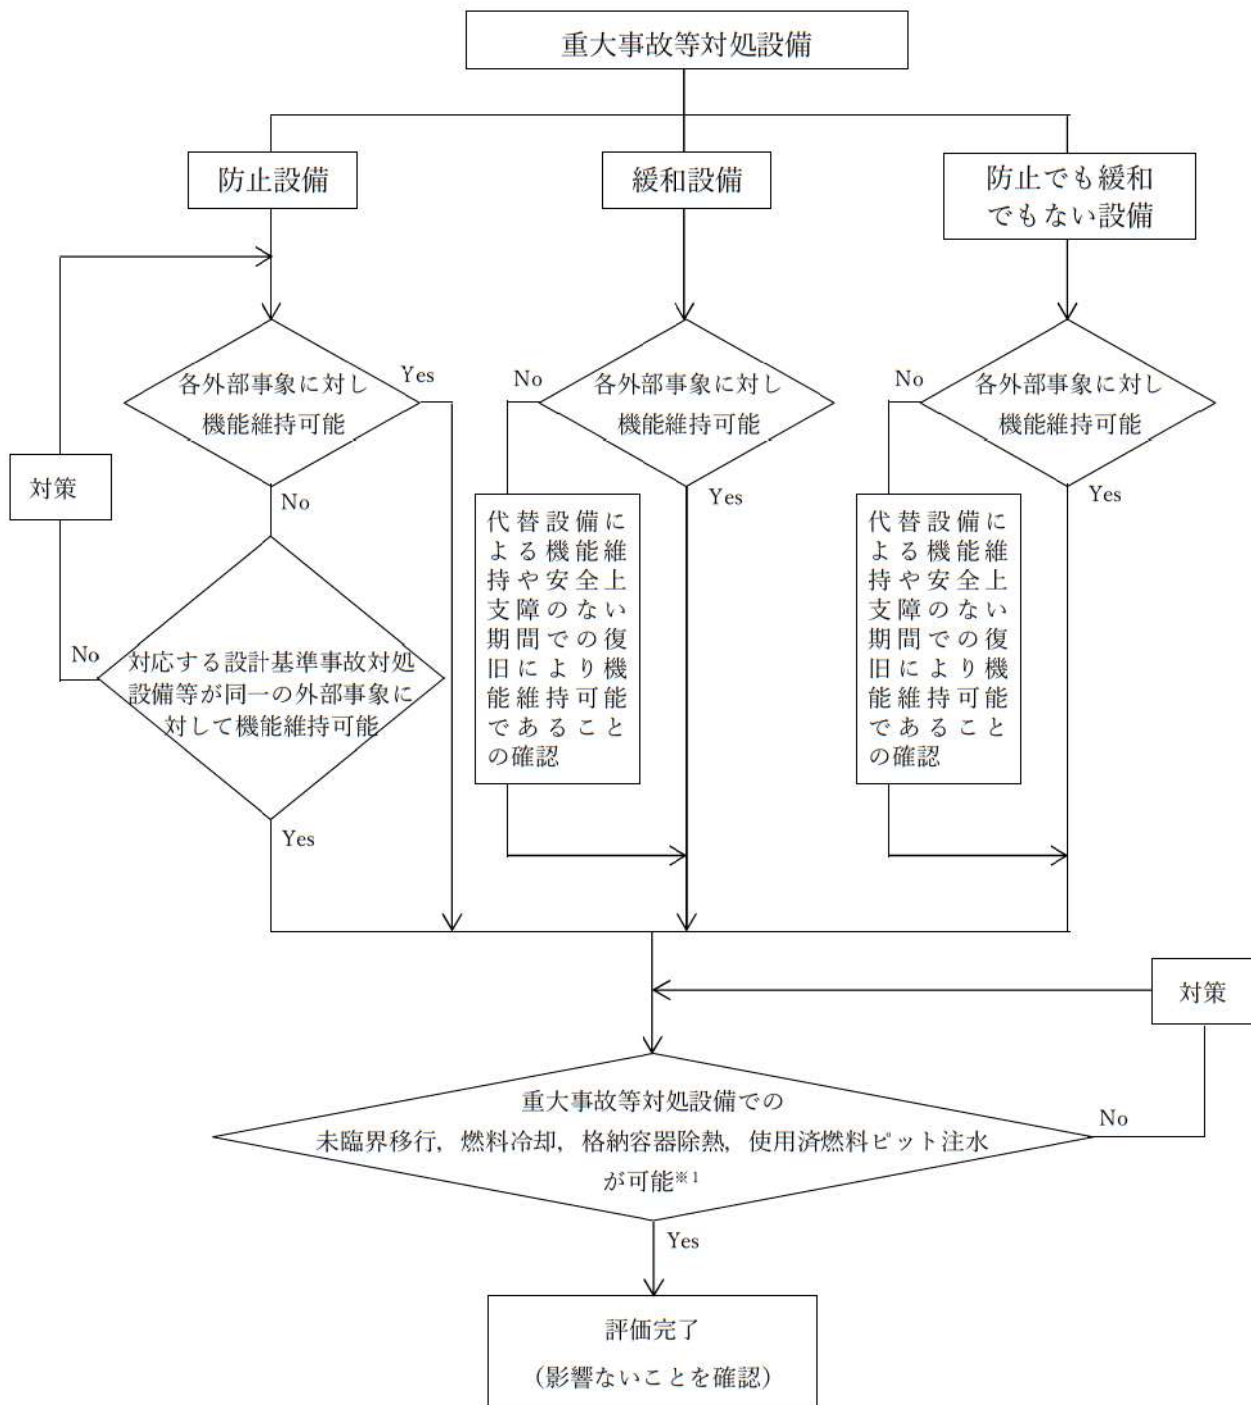 重大事故等対処設備
防止設備
緩和設備
防止でも緩和
でもない設備
各外部事象に対し
機能維持可能
Yes
No
対策
対応する設計基準事故対処
設備等が同一の外部事象に
対して機能維持可能
No
Yes
各外部事象に対し
機能維持可能
No
Yes
代替設備に
よる機能維
持や安全上
支障のない
期間での復
旧により機
能維持可能
であること
の確認
各外部事象に対し
機能維持可能
No
Yes
代替設備に
よる機能維
持や安全上
支障のない
期間での復
旧により機
能維持可能
であること
の確認
対策
重大事故等対処設備での
未臨界移行，燃料冷却，格納容器除熱，使用済燃料ピット注水
が可能※1
No
Yes
評価完了
（影響ないことを確認）